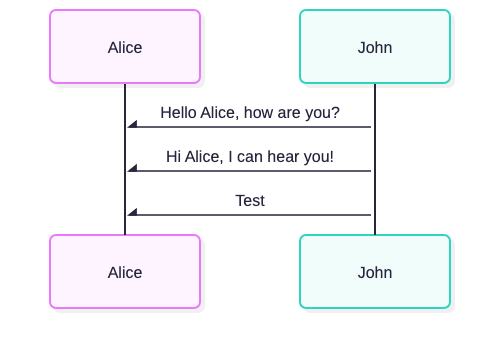 Alice
John
Hello Alice, how are you?
Hi Alice, I can hear you!
Test
Alice
John